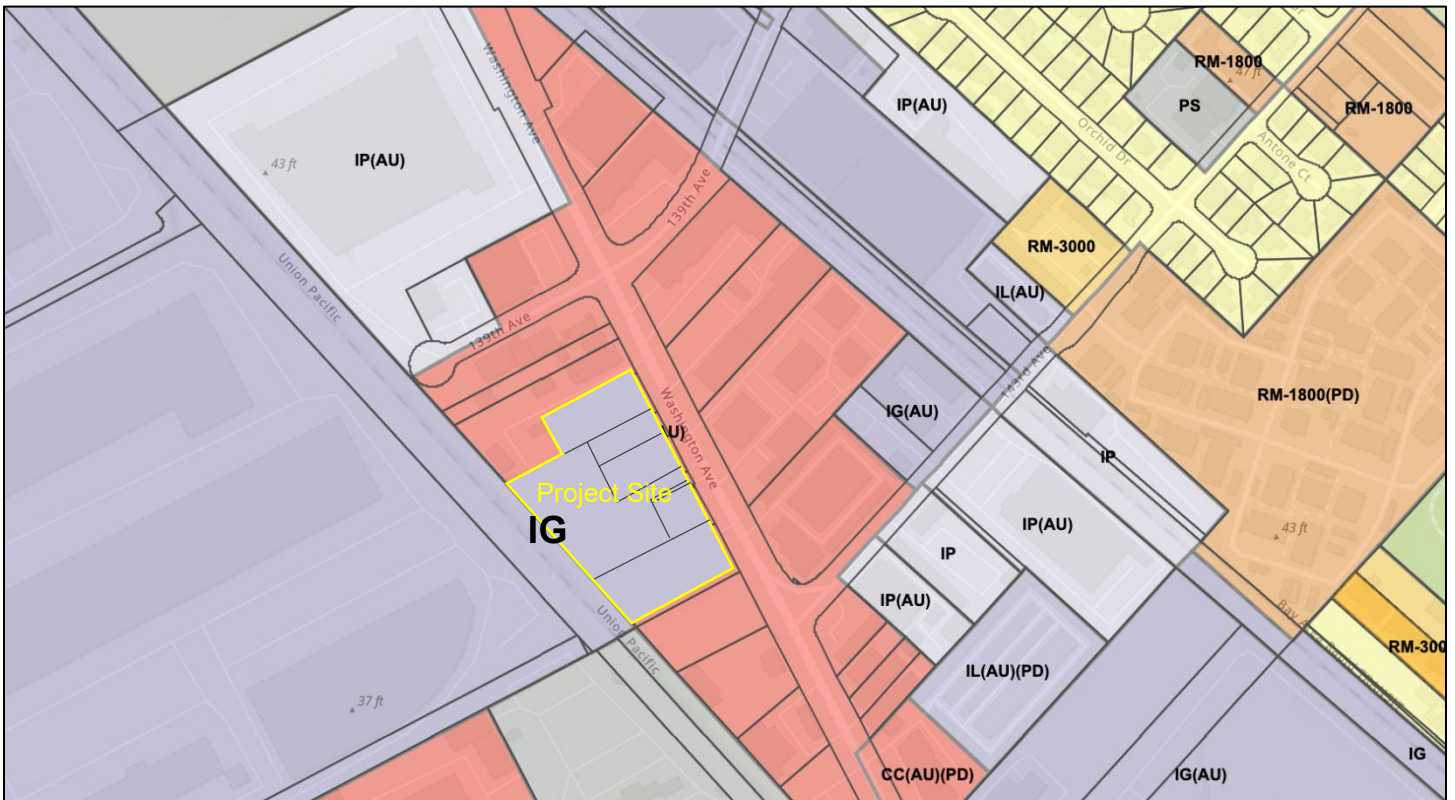 Washington Ave
RM-1800
47 ft
PS
RM-1800
IP(AU)
Orchid Dr
Antone Ct
IP(AU)
43 ft
139th Ave
RM-3000
Union Pacific
IL(AU)
139th Ave
143rd Ave
RM-1800(PD)
Washington Ave
IG(AU)
AU)
IP
Project Site
IG
IP(AU)
43 ft
IP
IP(AU)
Union Pacific
RM-300
IL(AU)(PD)
37 ft
IG
CC(AU)(PD)
IG(AU)